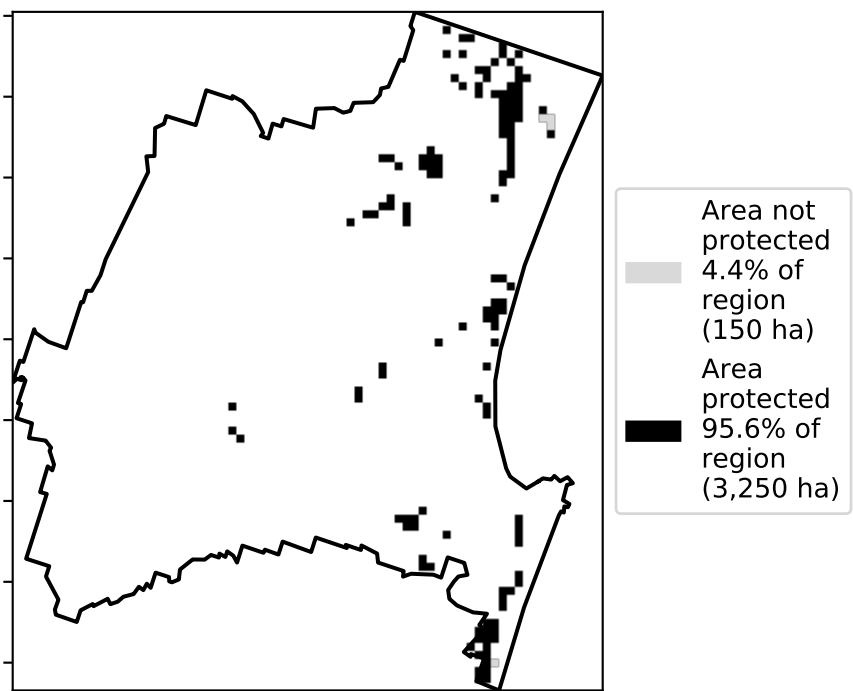 Area not
protected
4.4% of
region
(150 ha)
Area
protected
95.6% of
region
(3,250 ha)